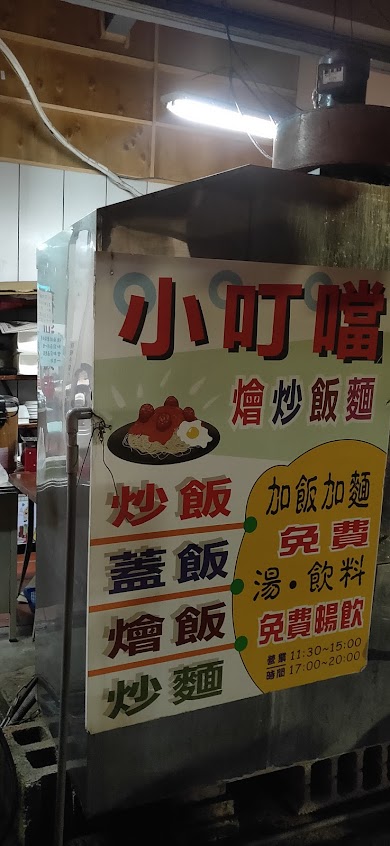 小叮噹
燴炒飯麵
炒飯
蓋飯
燴飯
炒麵
加飯加麵
免費
湯・飲料
免費暢飲
營業 11:30~15:00
時間 17:00~20:00